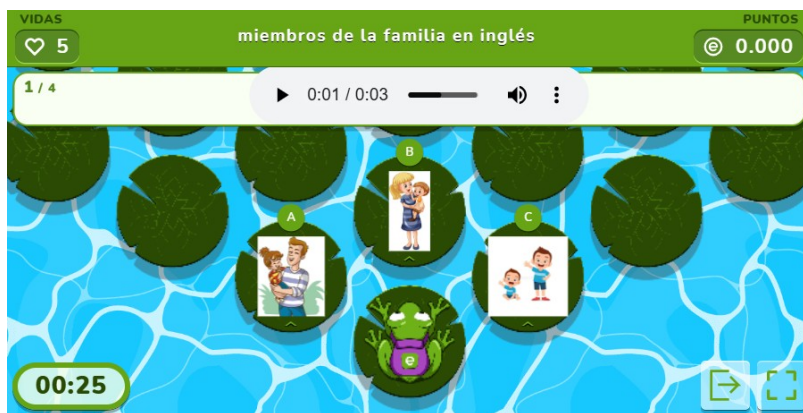 VIDAS
5
miembros de la familia en inglés
PUNTOS
e 0.000
1 / 4
0:01 / 0:03
B
A
C
e
00:25